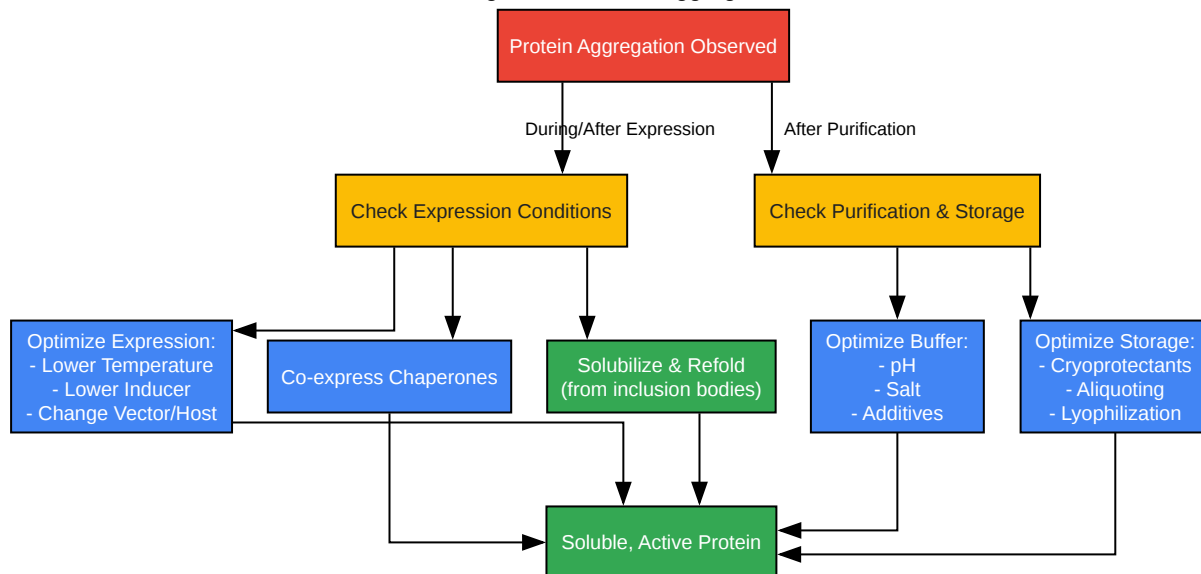 Protein Aggregation Observed
During/After Expression
After Purification
Check Expression Conditions
Check Purification & Storage
Optimize Expression:
- Lower Temperature
- Lower Inducer
- Change Vector/Host
Co-express Chaperones
Solubilize & Refold
(from inclusion bodies)
Optimize Buffer:
- pH
- Salt
- Additives
Optimize Storage:
- Cryoprotectants
- Aliquoting
- Lyophilization
Soluble, Active Protein